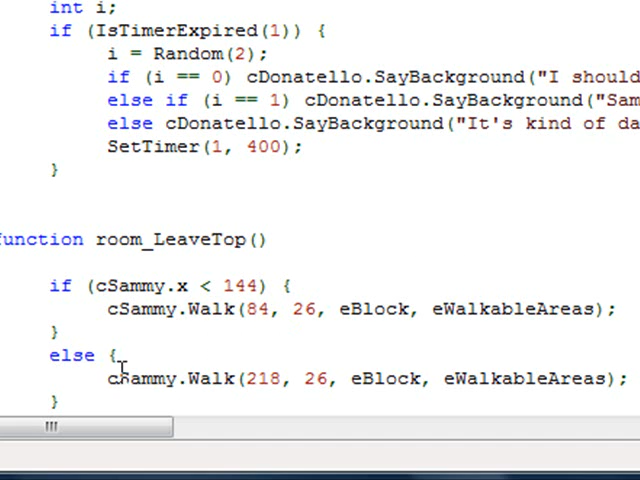 int i;
if (IsTimerExpired(1)) {
i = Random(2);
if (i == 0) cDonatello.SayBackground("I should
else if (i == 1) cDonatello.SayBackground("Sam
else cDonatello.SayBackground("It's kind of da
SetTimer(1, 400);
}
function room_LeaveTop()
if (cSammy.x < 144) {
cSammy.Walk(84, 26, eBlock, eWalkableAreas);
}
else {
cSammy.Walk(218, 26, eBlock, eWalkableAreas);
}